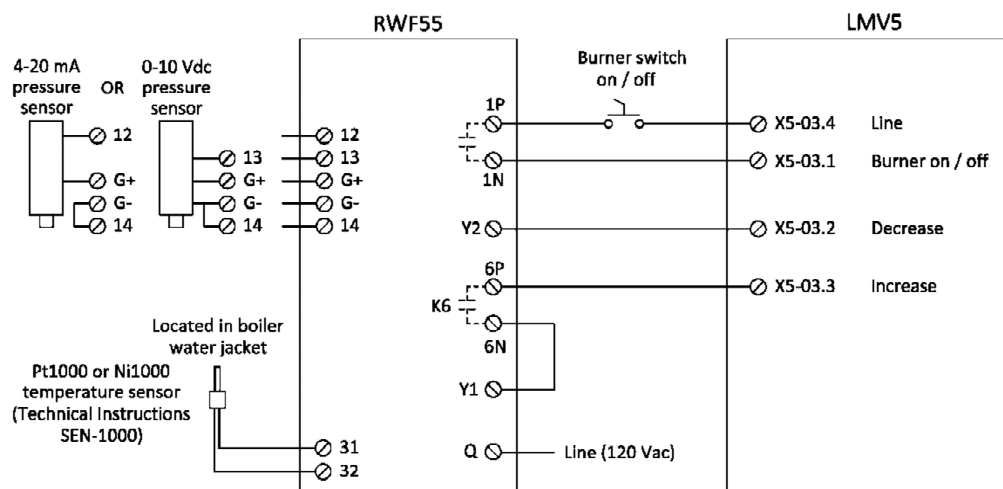 RWF55
LMV5
4-20 mA
pressure
sensor
OR
0-10 Vdc
pressure
sensor
12
G+
G-
14
13
G+
G-
14
12
13
G+
G-
14
Burner switch
on / off
1P
1N
Y2
6P
K6
6N
Y1
Q
Line (120 Vac)
X5-03.4 Line
X5-03.1 Burner on / off
X5-03.2 Decrease
X5-03.3 Increase
Located in boiler
water jacket
Pt1000 or Ni1000
temperature sensor
(Technical Instructions
SEN-1000)
31
32